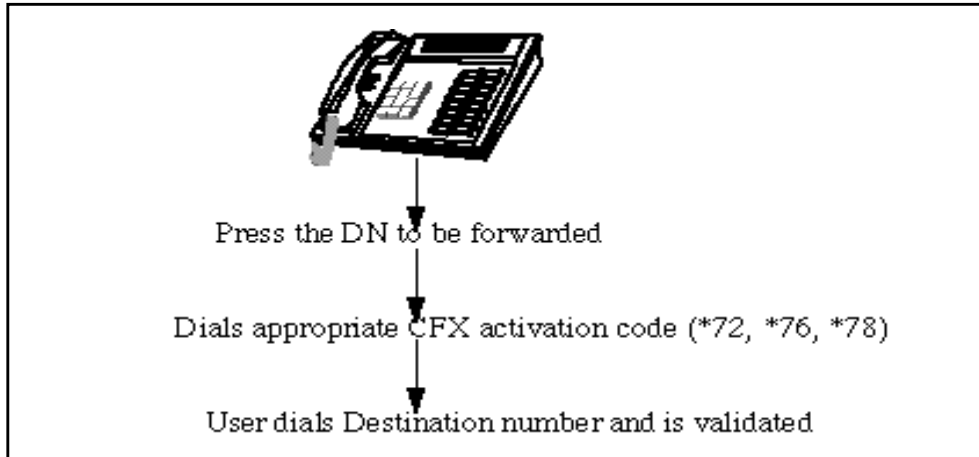 Press the DN to be forwarded
Dials appropriate CFX activation code (*72, *76, *78)
User dials Destination number and is validated